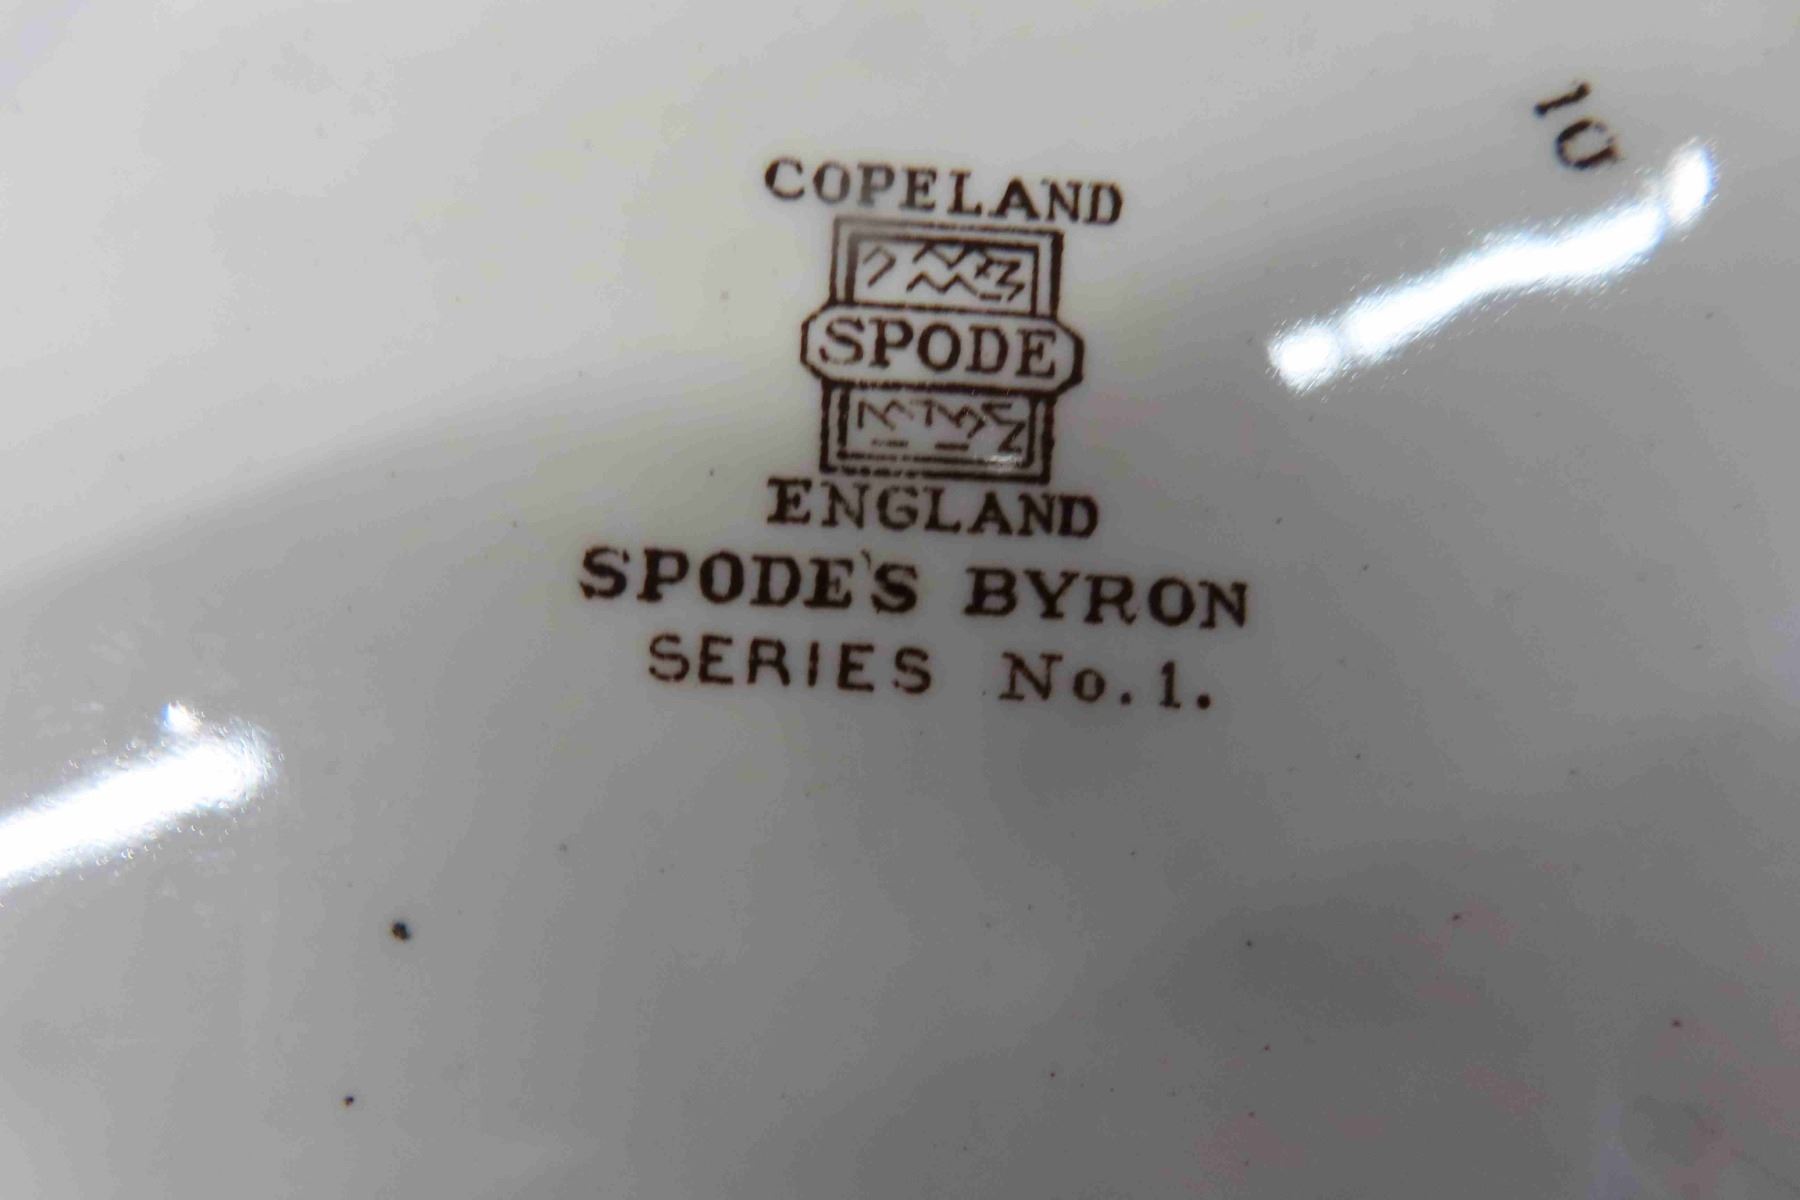 COPELAND
SPODE
ENGLAND
SPODE'S BYRON
SERIES No. 1.
10